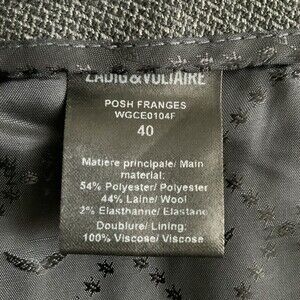 ZADIG & VOLTAIRE
POSH FRANGES
WGCE0104F
40
Matière principale/ Main
material:
54% Polyester/ Polyester
44% Laine/ Wool
2% Elasthanne/ Elastane
Doublure/ Lining:
100% Viscose/ Viscose